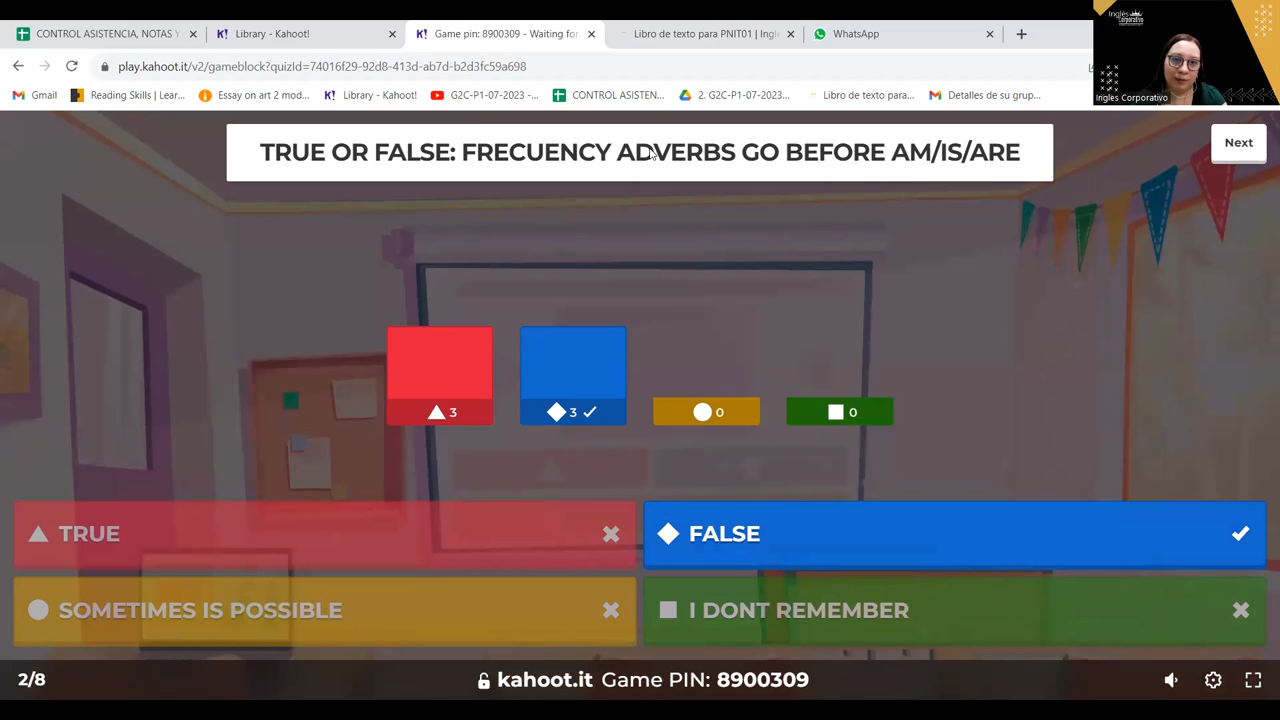 CONTROL ASISTENCIA, NOTAS Y
Library - Kahoot!
Game pin: 8900309 - Waiting for
Libro de texto para PNIT01 | Ingl
WhatsApp
play.kahoot.it/v2/gameblock?quizId=74016f29-92d8-413d-ab7d-b2f3fc59a698
Gmail
Reading Skills | Lear...
Essay on art 2 mod...
Library - Kahoot!
G2C-P1-07-2023 -...
CONTROL ASISTEN...
2. G2C-P1-07-2023...
Libro de texto para...
Detalles de su grup...
Inglés
Corporativo
Ingles Corporativo
TRUE OR FALSE: FRECUENCY ADVERBS GO BEFORE AM/IS/ARE
Next
3
3
0
0
TRUE
FALSE
SOMETIMES IS POSSIBLE
I DONT REMEMBER
2/8
kahoot.it Game PIN: 8900309